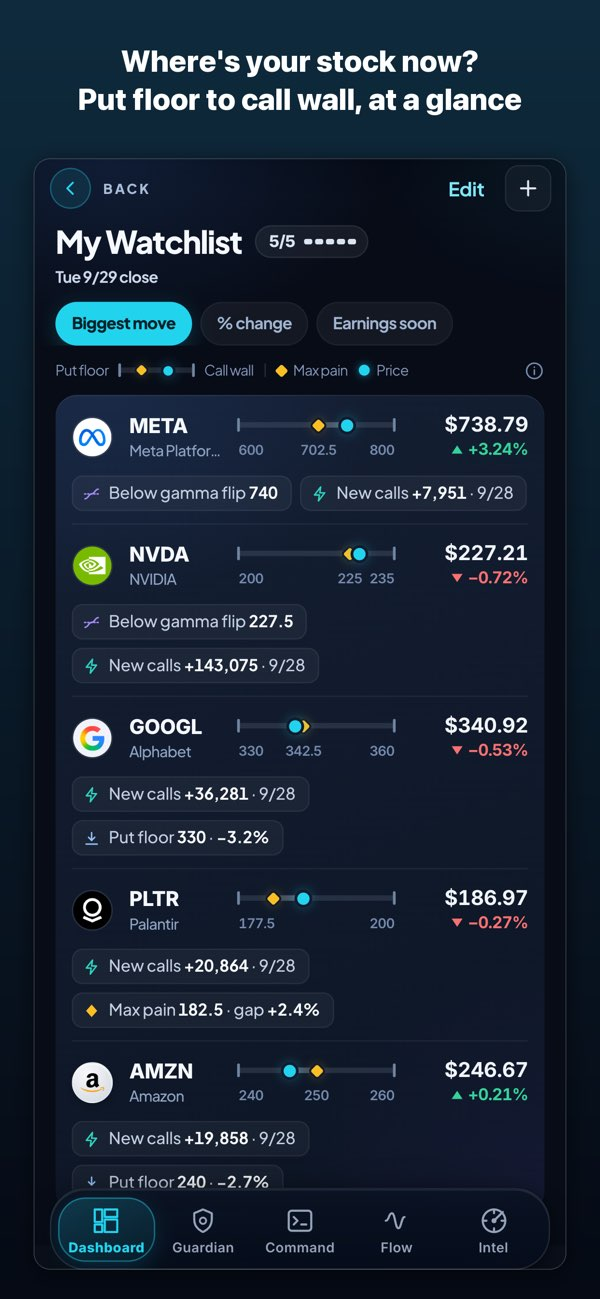 Where's your stock now?
Put floor to call wall, at a glance
BACK
Edit
My Watchlist
5/5
Tue 9/29 close
Biggest move
% change
Earnings soon
Put floor
Call wall
Max pain
Price
META
$738.79
Meta Platfor...
600 702.5 800
+3.24%
Below gamma flip 740
New calls +7,951 · 9/28
NVDA
$227.21
NVIDIA
200 225 235
−0.72%
Below gamma flip 227.5
New calls +143,075 · 9/28
GOOGL
$340.92
Alphabet
330 342.5 360
−0.53%
New calls +36,281 · 9/28
Put floor 330 · −3.2%
PLTR
$186.97
Palantir
177.5 200
−0.27%
New calls +20,864 · 9/28
Max pain 182.5 · gap +2.4%
a
AMZN
$246.67
Amazon
240 250 260
+0.21%
New calls +19,858 · 9/28
Put floor 240 · −2.7%
Dashboard
Guardian
Command
Flow
Intel